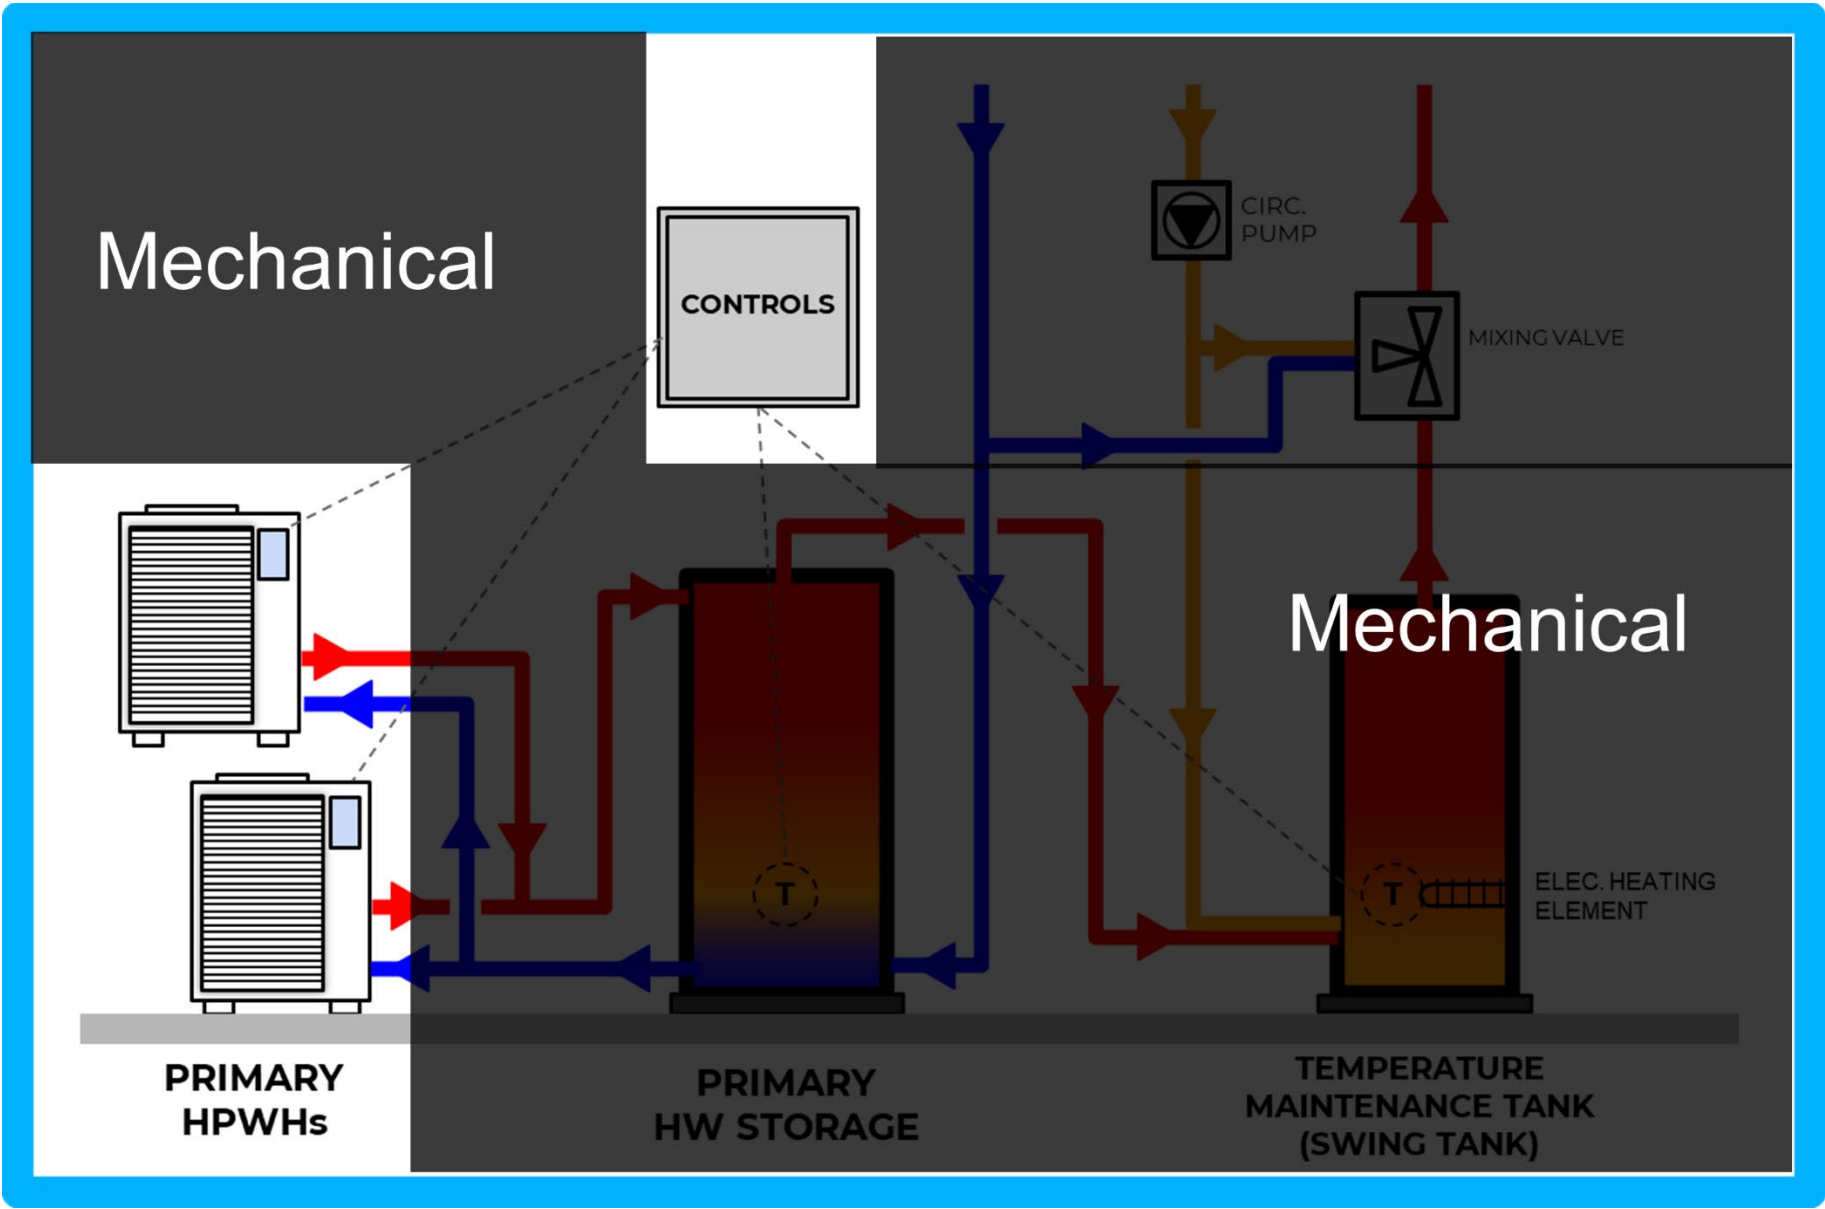 Mechanical
CONTROLS
CIRC.
PUMP
MIXING VALVE
Mechanical
T
T
ELEC. HEATING
ELEMENT
PRIMARY
HPWHs
PRIMARY
HW STORAGE
TEMPERATURE
MAINTENANCE TANK
(SWING TANK)